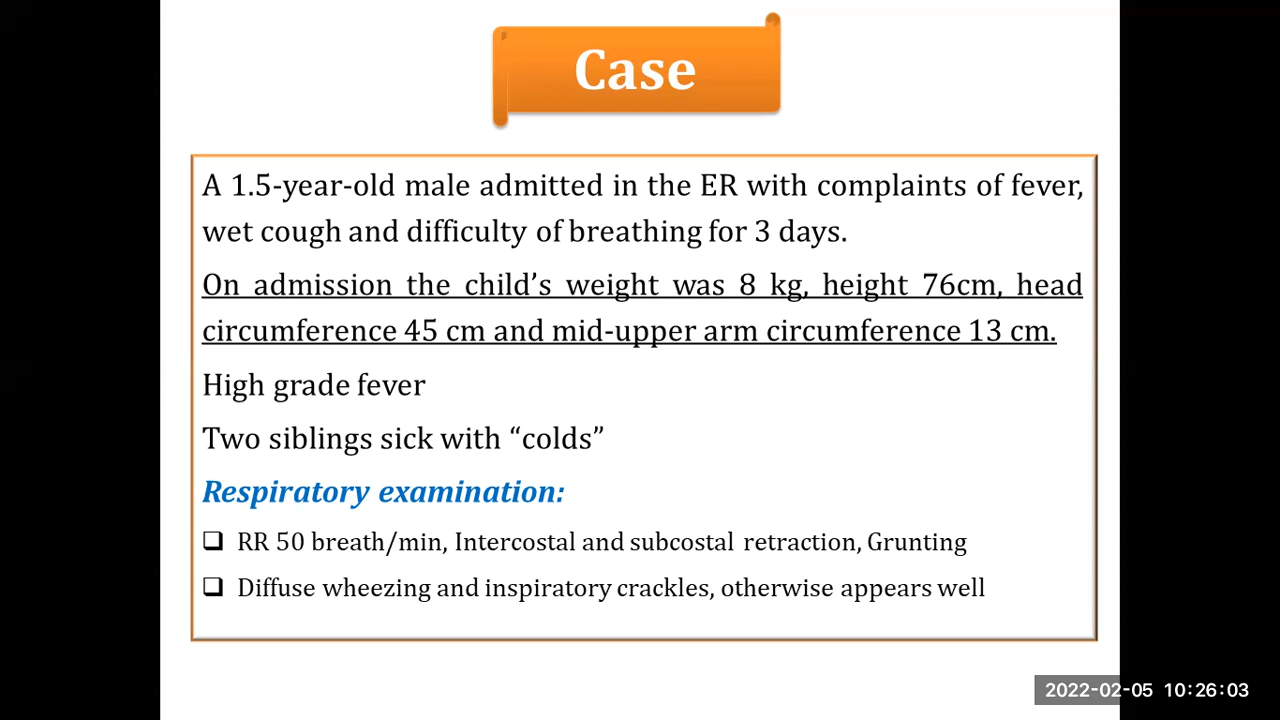 Case
A 1.5-year-old male admitted in the ER with complaints of fever,
wet cough and difficulty of breathing for 3 days.
On admission the child’s weight was 8 kg, height 76cm, head
circumference 45 cm and mid-upper arm circumference 13 cm.
High grade fever
Two siblings sick with “colds”
Respiratory examination:
❑ RR 50 breath/min, Intercostal and subcostal retraction, Grunting
❑ Diffuse wheezing and inspiratory crackles, otherwise appears well
2022-02-05 10:26:03